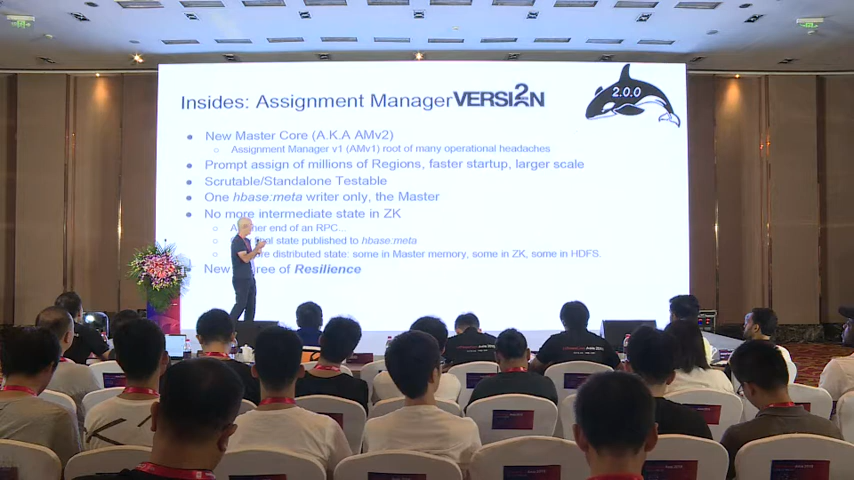 Insides: Assignment Manager VERSI2N
2.0.0
New Master Core (A.K.A AMv2)
Assignment Manager v1 (AMv1) root of many operational headaches
Prompt assign of millions of Regions, faster startup, larger scale
Scrutable/Standalone Testable
One hbase:meta writer only, the Master
No more intermediate state in ZK
end of an RPC...
state published to hbase:meta
distributed state: some in Master memory, some in ZK, some in HDFS.
New of Resilience